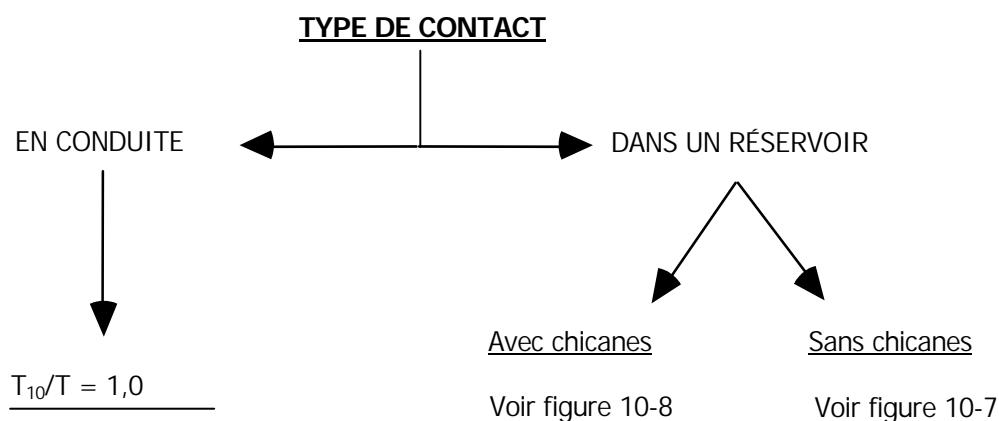 TYPE DE CONTACT
EN CONDUITE
DANS UN RÉSERVOIR
Avec chicanes
Sans chicanes
T₁₀/T = 1,0
Voir figure 10-8
Voir figure 10-7